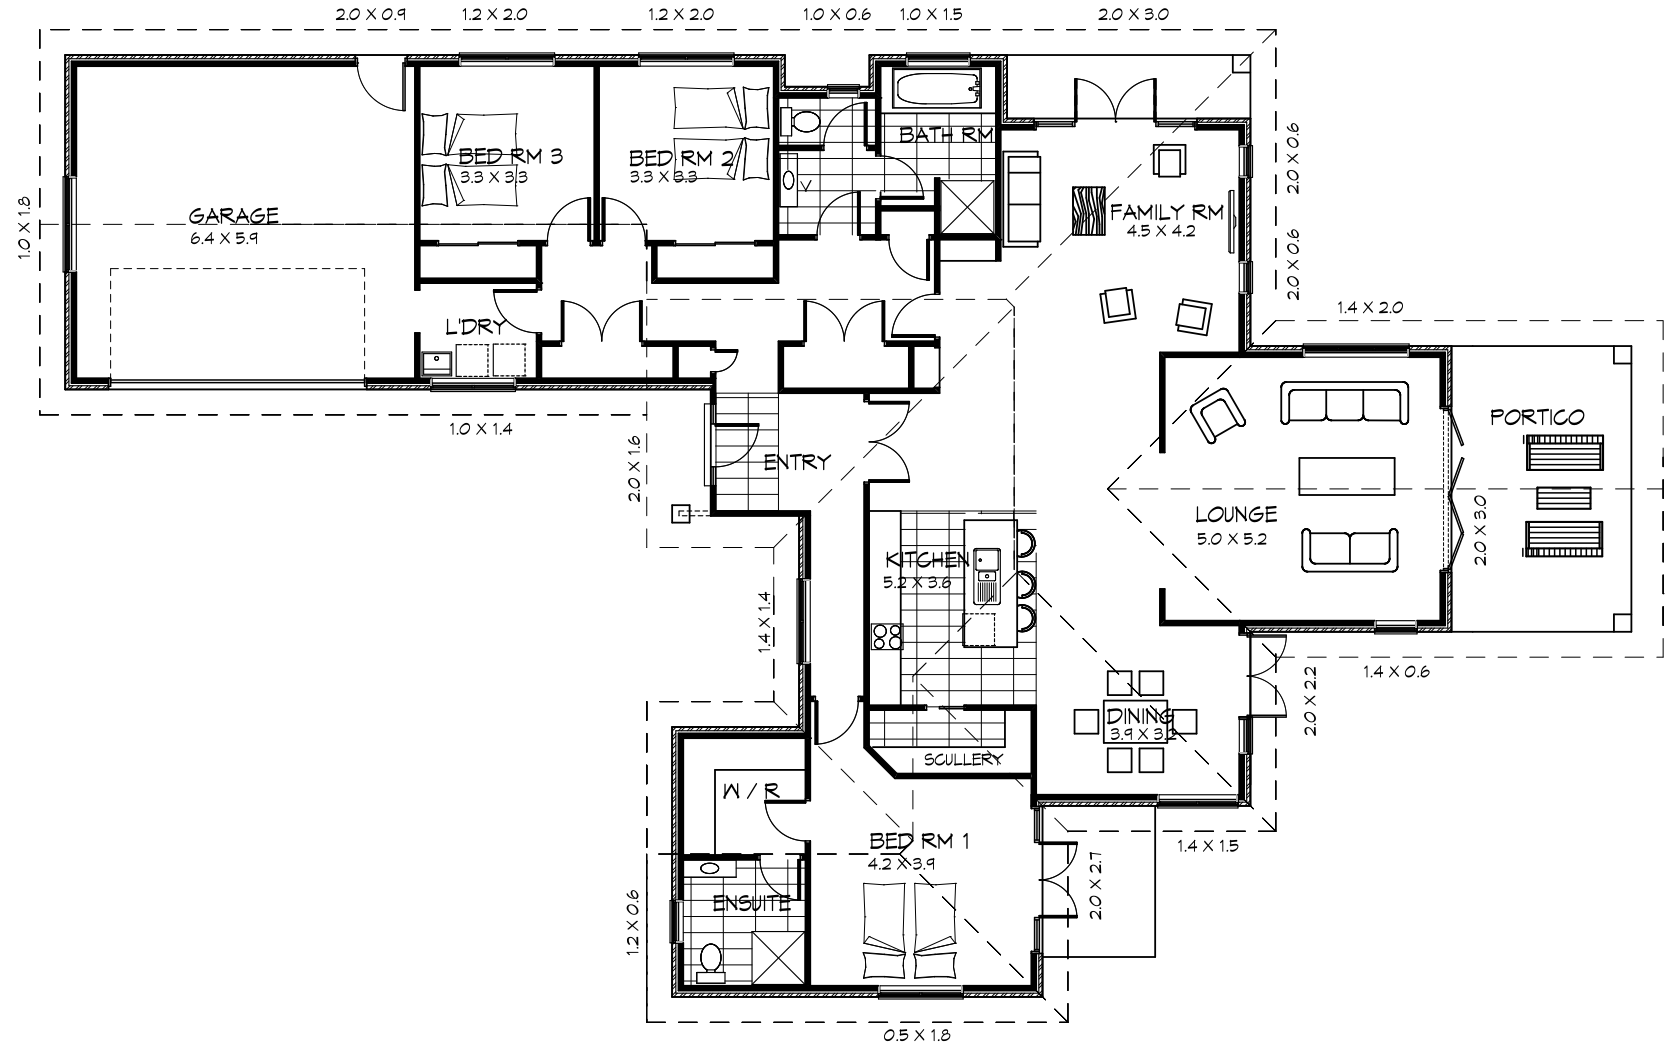 2.0 X 0.9
1.2 X 2.0
1.2 X 2.0
1.0 X 0.6
1.0 X 1.5
2.0 X 3.0
BATH RM
2.0 X 0.6
BED RM 3
3.3 X 3.3
BED RM 2
3.3 X 3.3
V
1.0 X 1.8
GARAGE
6.4 X 5.9
FAMILY RM
4.5 X 4.2
2.0 X 0.6
L'DRY
1.4 X 2.0
1.0 X 1.4
PORTICO
2.0 X 1.6
ENTRY
LOUNGE
5.0 X 5.2
2.0 X 3.0
KITCHEN
5.2 X 3.6
1.4 X 1.4
1.4 X 0.6
2.0 X 2.2
DINING
3.9 X 3.2
SCULLERY
W / R
BED RM 1
4.2 X 3.9
1.4 X 1.5
2.0 X 2.7
ENSUITE
1.2 X 0.6
0.5 X 1.8